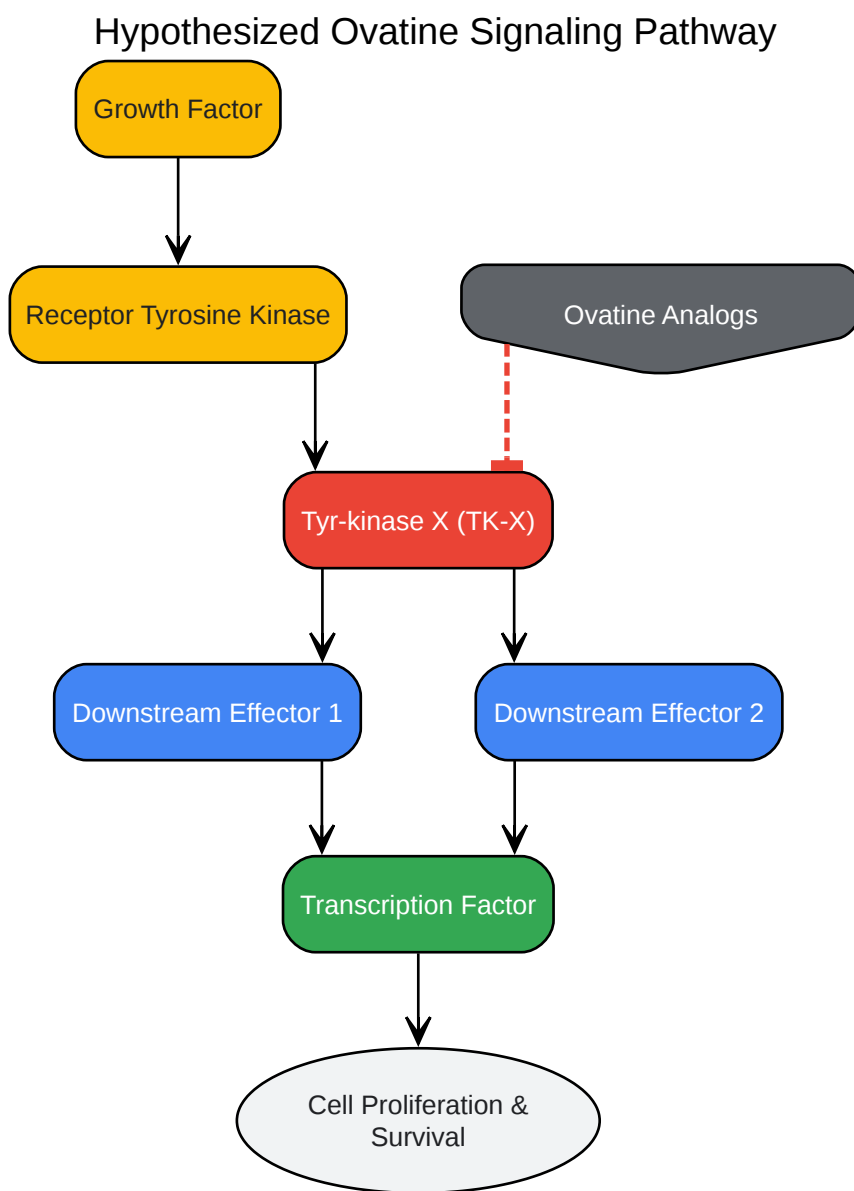 Hypothesized Ovatine Signaling Pathway
Growth Factor
Receptor Tyrosine Kinase
Ovatine Analogs
Tyr-kinase X (TK-X)
Downstream Effector 1
Downstream Effector 2
Transcription Factor
Cell Proliferation &
Survival